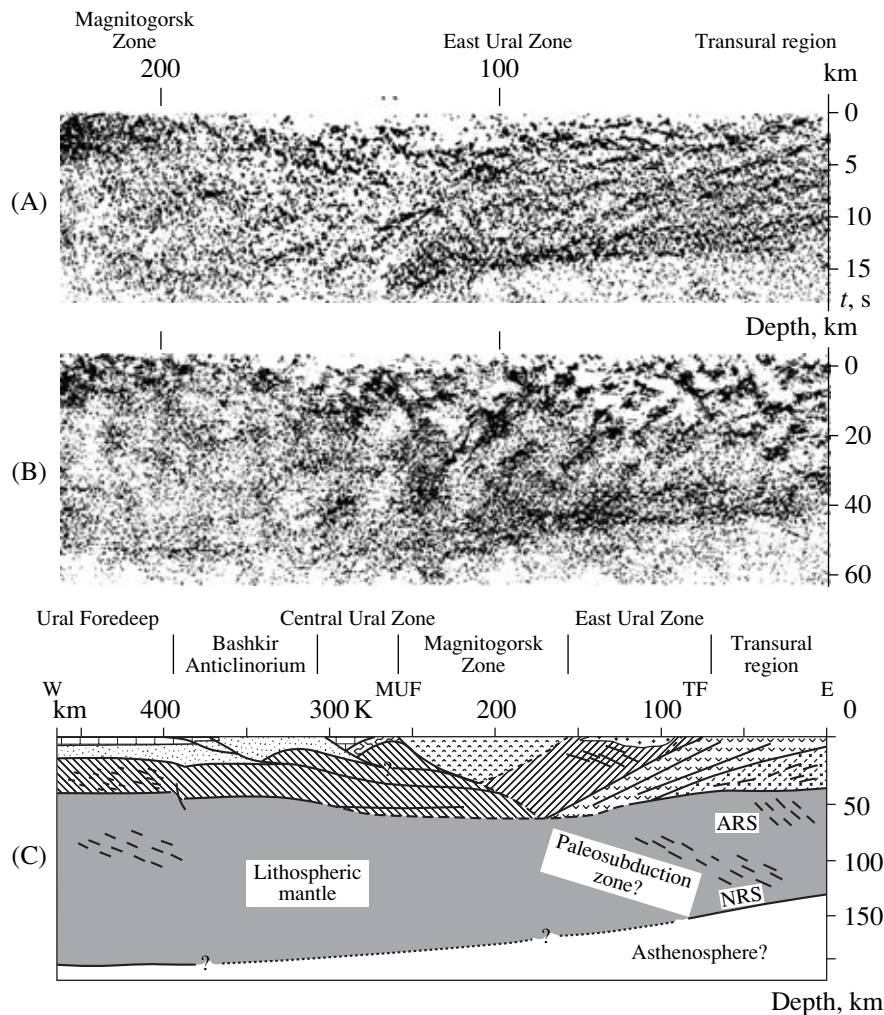 Magnitogorsk
Zone
East Ural Zone
Transural region
200
100
km
0
5
(A)
10
15
t, s
Depth, km
0
20
(B)
40
60
Ural Foredeep
Central Ural Zone
East Ural Zone
Bashkir
Anticlinorium
Magnitogorsk
Zone
Transural
region
W
MUF
TF
E
km
400
300 K
200
100
0
?
50
ARS
(C)
Lithospheric
mantle
Paleosubduction
zone?
100
NRS
150
?
?
Asthenosphere?
Depth, km